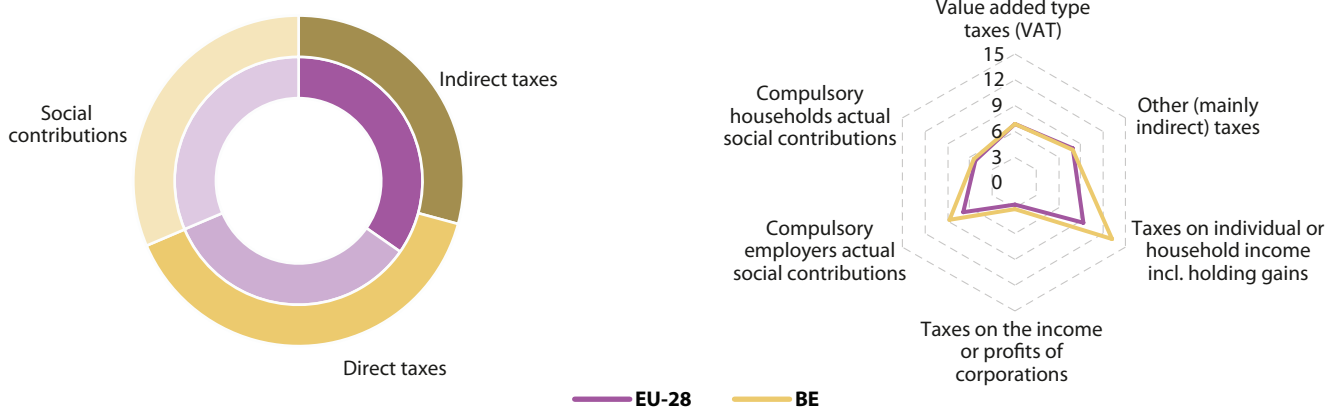 Indirect taxes
Social
contributions
Direct taxes
Value added type
taxes (VAT)
15
12
9
6
3
0
Compulsory
households actual
social contributions
Other (mainly
indirect) taxes
Compulsory
employers actual
social contributions
Taxes on individual or
household income
incl. holding gains
Taxes on the income
or profits of
corporations
EU-28
BE